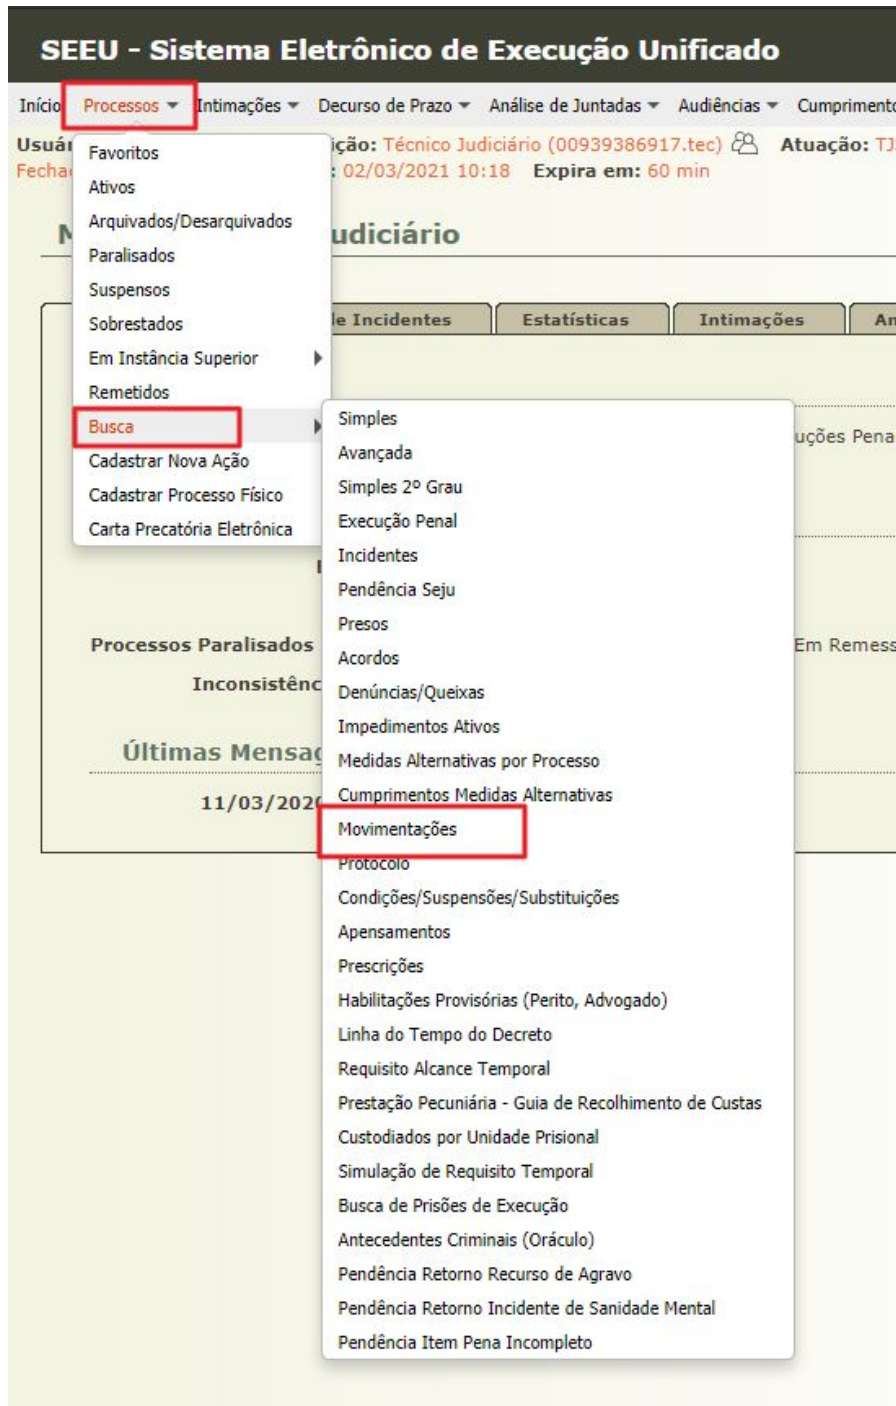 SEEU - Sistema Eletrônico de Execução Unificado
Início Processos Intimações Decurso de Prazo Análise de Juntadas Audiências Cumprimento
Usuár ição: Técnico Judiciário (00939386917.tec) Atuação: TJ
Fecha : 02/03/2021 10:18 Expira em: 60 min
Favoritos
Ativos
Arquivados/Desarquivados
M udiciário
Paralisados
Suspensos
Sobrestados
de Incidentes Estatísticas Intimações An
Em Instância Superior
Remetidos
Busca
Cadastrar Nova Ação
Cadastrar Processo Físico
Carta Precatória Eletrônica
Simples
uções Pena
Avançada
Simples 2º Grau
Execução Penal
Incidentes
Pendência Seju
Presos
Processos Paralisados Em Remess
Acordos
Inconsistênc
Denúncias/Queixas
Impedimentos Ativos
Últimas Mensag
Medidas Alternativas por Processo
Cumprimentos Medidas Alternativas
11/03/2020
Movimentações
Protocolo
Condições/Suspensões/Substituições
Apensamentos
Prescrições
Habilitações Provisórias (Perito, Advogado)
Linha do Tempo do Decreto
Requisito Alcance Temporal
Prestação Pecuniária - Guia de Recolhimento de Custas
Custodiados por Unidade Prisional
Simulação de Requisito Temporal
Busca de Prisões de Execução
Antecedentes Criminais (Oráculo)
Pendência Retorno Recurso de Agravo
Pendência Retorno Incidente de Sanidade Mental
Pendência Item Pena Incompleto